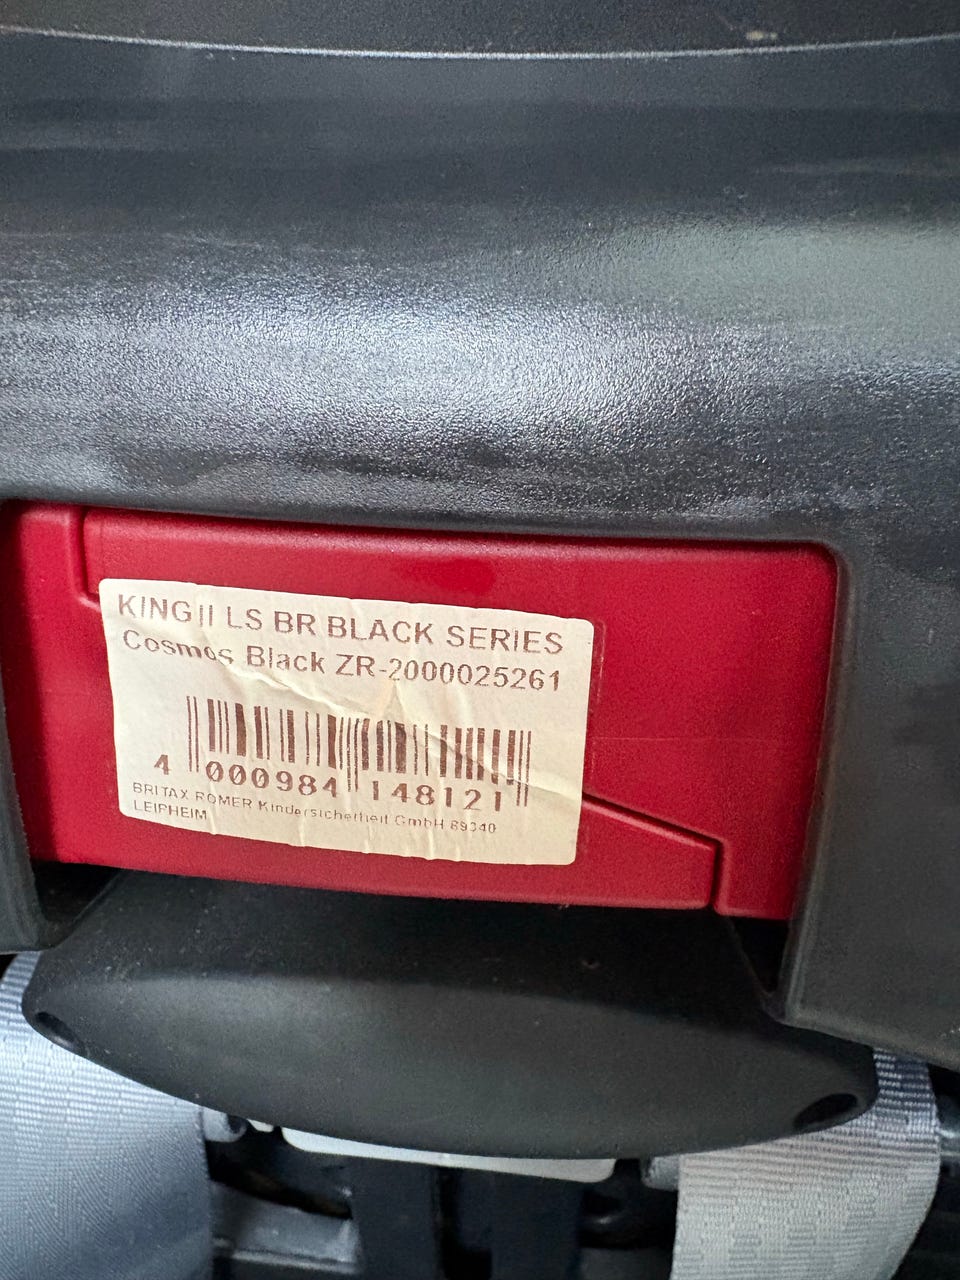 KING II LS BR BLACK SERIES
Cosmos Black ZR-2000025261
4 000984 148121
BRITAX RÖMER Kindersicherheit GmbH 89340
LEIPHEIM